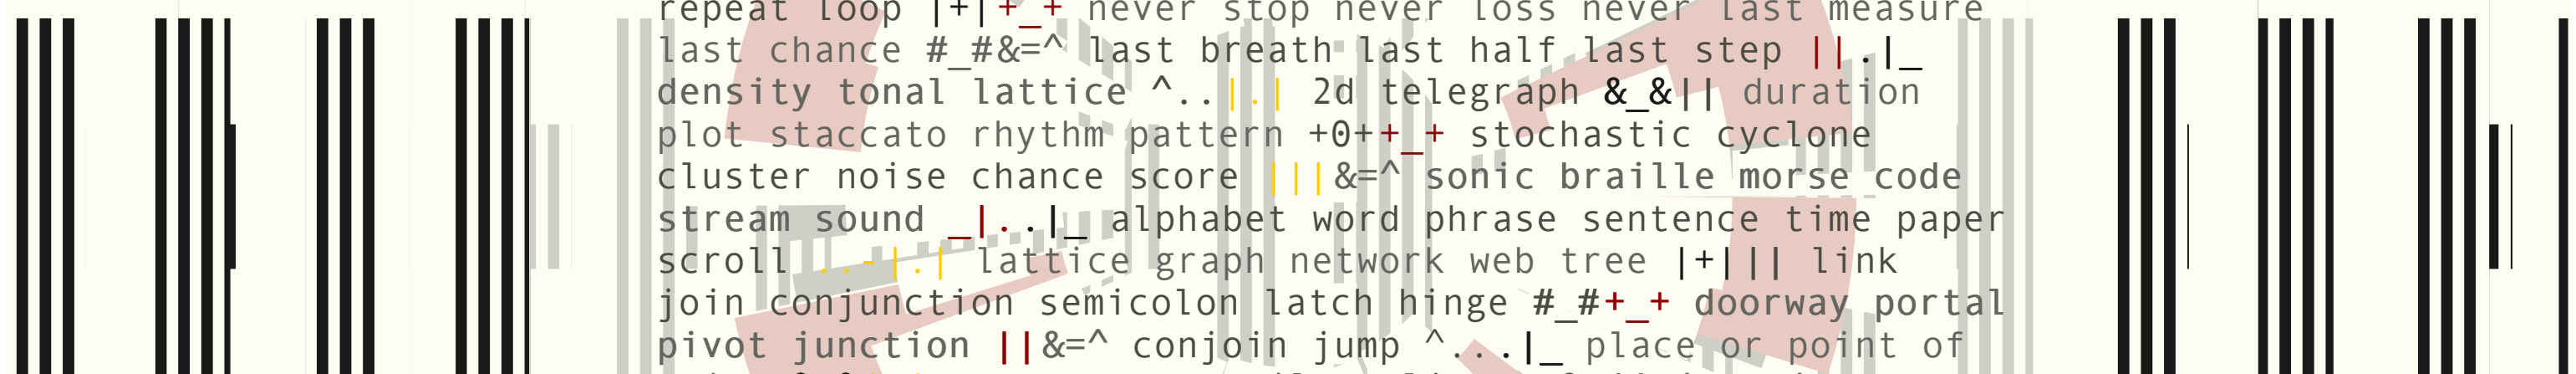 repeat loop |+|+_+ never stop never loss never last measure
last chance #_#&=^ last breath last half last step ||.|_
density tonal lattice ^..|.| 2d telegraph &_&|| duration
plot staccato rhythm pattern +0++_+ stochastic cyclone
cluster noise chance score |||&=^ sonic braille morse code
stream sound _|..|_ alphabet word phrase sentence time paper
scroll ..-|.| lattice graph network web tree |+||| link
join conjunction semicolon latch hinge #_#+_+ doorway portal
pivot junction ||&=^ conjoin jump ^...|_ place or point of